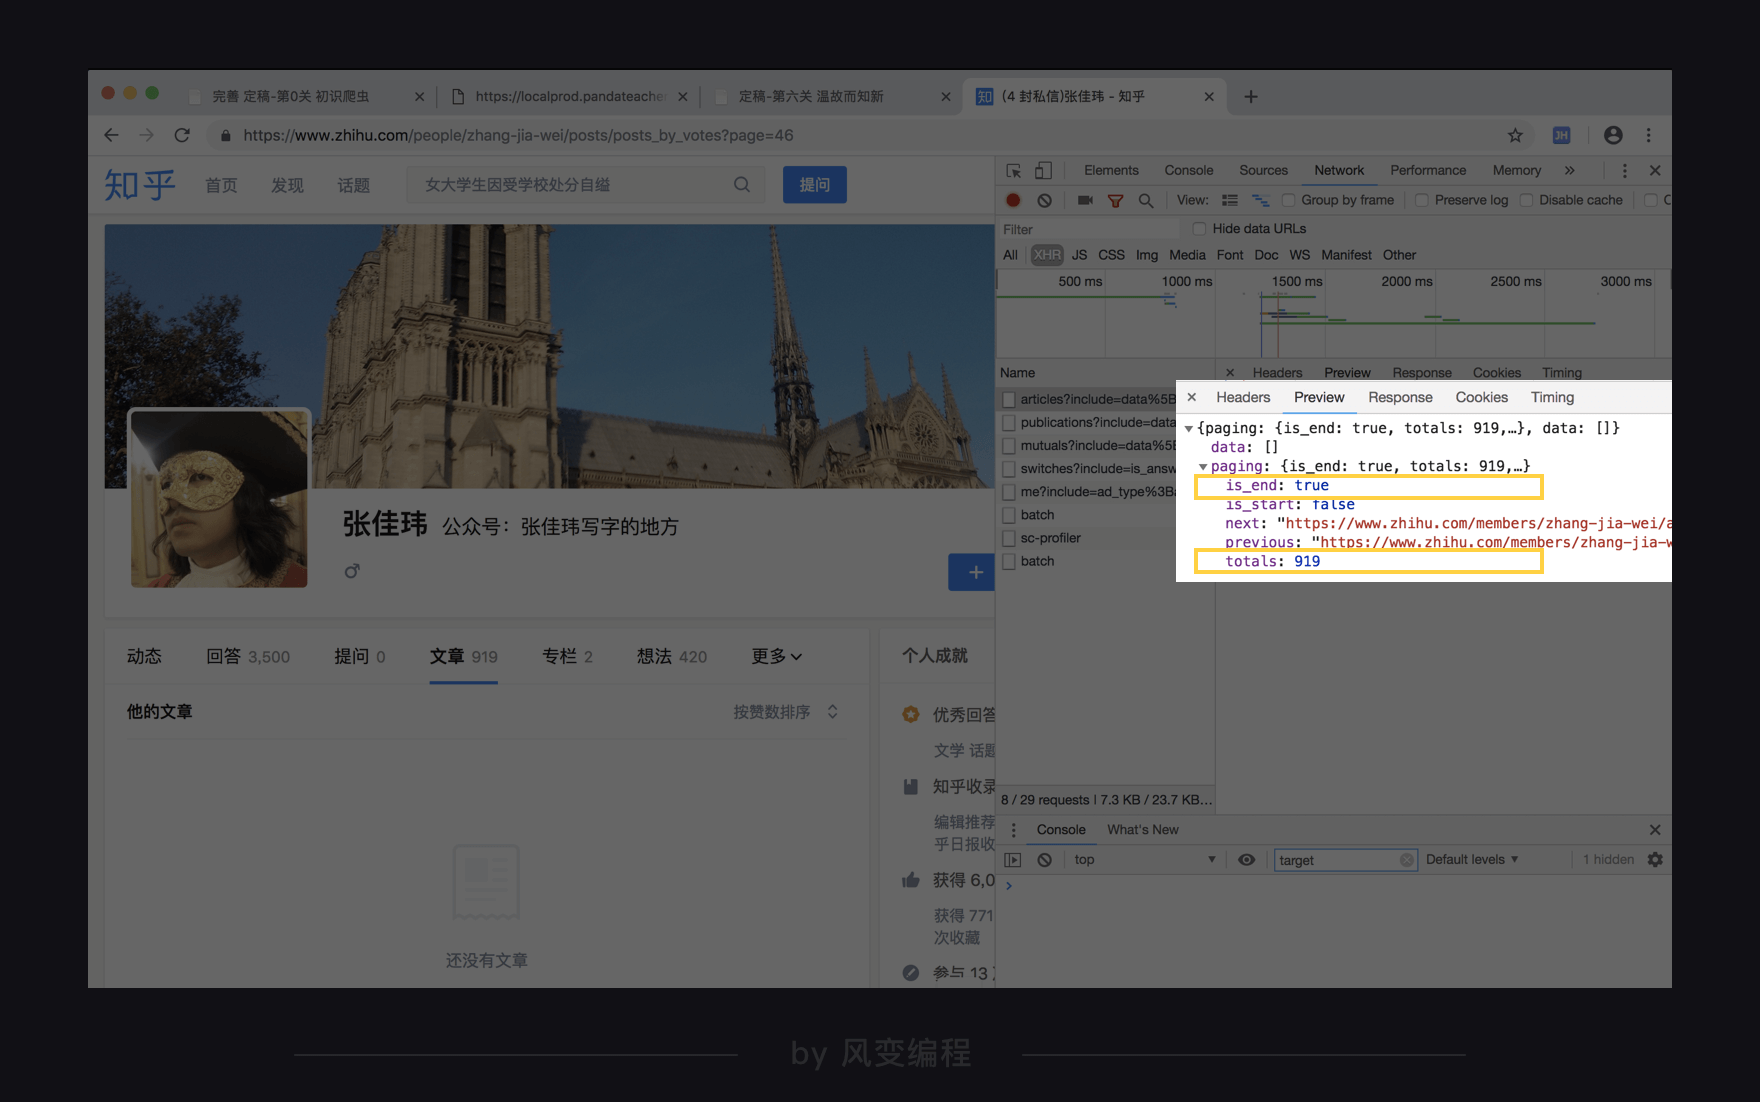 完善 定稿-第0关 初识爬虫
https://localprod.pandateache
定稿-第六关 温故而知新
知 (4 封私信)张佳玮 - 知乎
https://www.zhihu.com/people/zhang-jia-wei/posts/posts_by_votes?page=46
JH
知乎 首页 发现 话题 女大学生因受学校处分自缢 提问
张佳玮 公众号：张佳玮写字的地方
动态 回答 3,500 提问 0 文章 919 专栏 2 想法 420 更多
他的文章 按赞数排序
还没有文章
个人成就
优秀回答
文学 话题
知乎收录
编辑推荐
乎日报收
获得 6,0
获得 771
次收藏
参与 13
Elements Console Sources Network Performance Memory
View: Group by frame Preserve log Disable cache
Filter Hide data URLs
All XHR JS CSS Img Media Font Doc WS Manifest Other
500 ms 1000 ms 1500 ms 2000 ms 2500 ms 3000 ms
Name
Headers Preview Response Cookies Timing
articles?include=data%5B
publications?include=data
mutuals?include=data%5B
switches?include=is_answ
me?include=ad_type%3Ba
batch
sc-profiler
batch
Headers Preview Response Cookies Timing
{paging: {is_end: true, totals: 919,…}, data: []}
data: []
paging: {is_end: true, totals: 919,…}
is_end: true
is_start: false
next: "https://www.zhihu.com/members/zhang-jia-wei/a
previous: "https://www.zhihu.com/members/zhang-jia-w
totals: 919
8 / 29 requests | 7.3 KB / 23.7 KB...
Console What's New
top target Default levels 1 hidden
by 风变编程